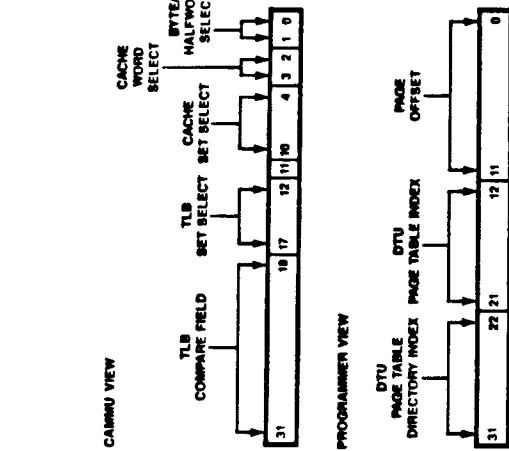 CAMMU VIEW
TLB
COMPARE FIELD
TLB
SET SELECT
CACHE
SET SELECT
CACHE
WORD
SELECT
HALFWO
SELEC
31 18 17 12 11 10 4 3 2 1 0
PROGRAMMER VIEW
DTU
PAGE TABLE
DIRECTORY INDEX
DTU
PAGE TABLE INDEX
PAGE
OFFSET
31 22 21 12 11 0